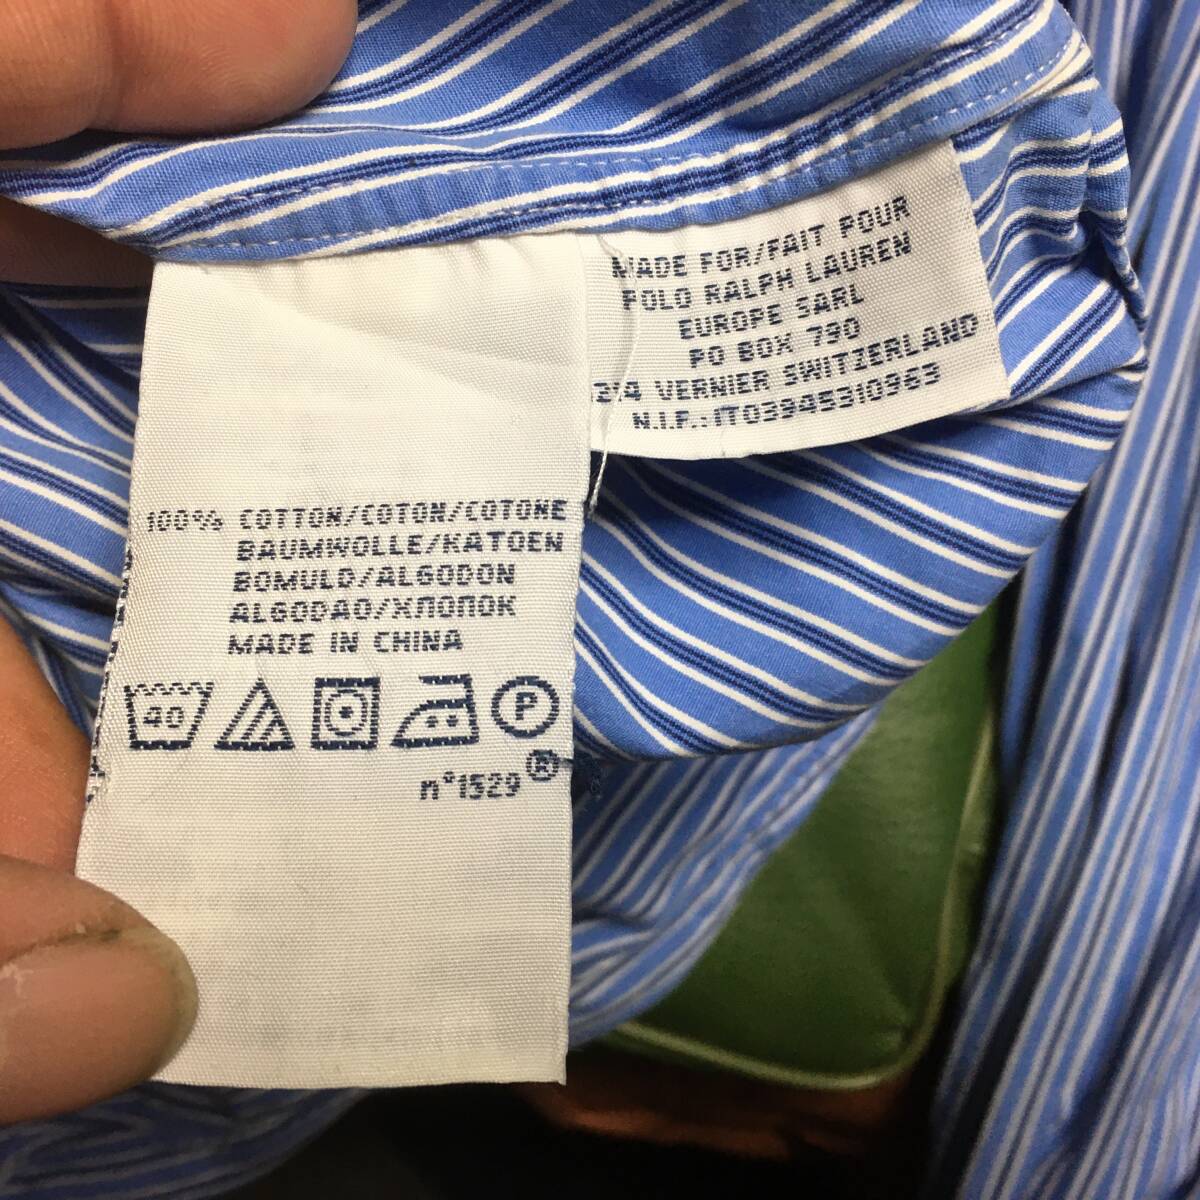 MADE FOR/FAIT POUR
POLO RALPH LAUREN
EUROPE SARL
PO BOX 790
VERNIER SWITZERLAND
N.I.F.:IT03945310963
100% COTTON/COTON/COTONE
BAUMWOLLE/KATOEN
BOMULD/ALGODON
ALGODAO/ХЛОПОК
MADE IN CHINA
40
P
n°1529 ®